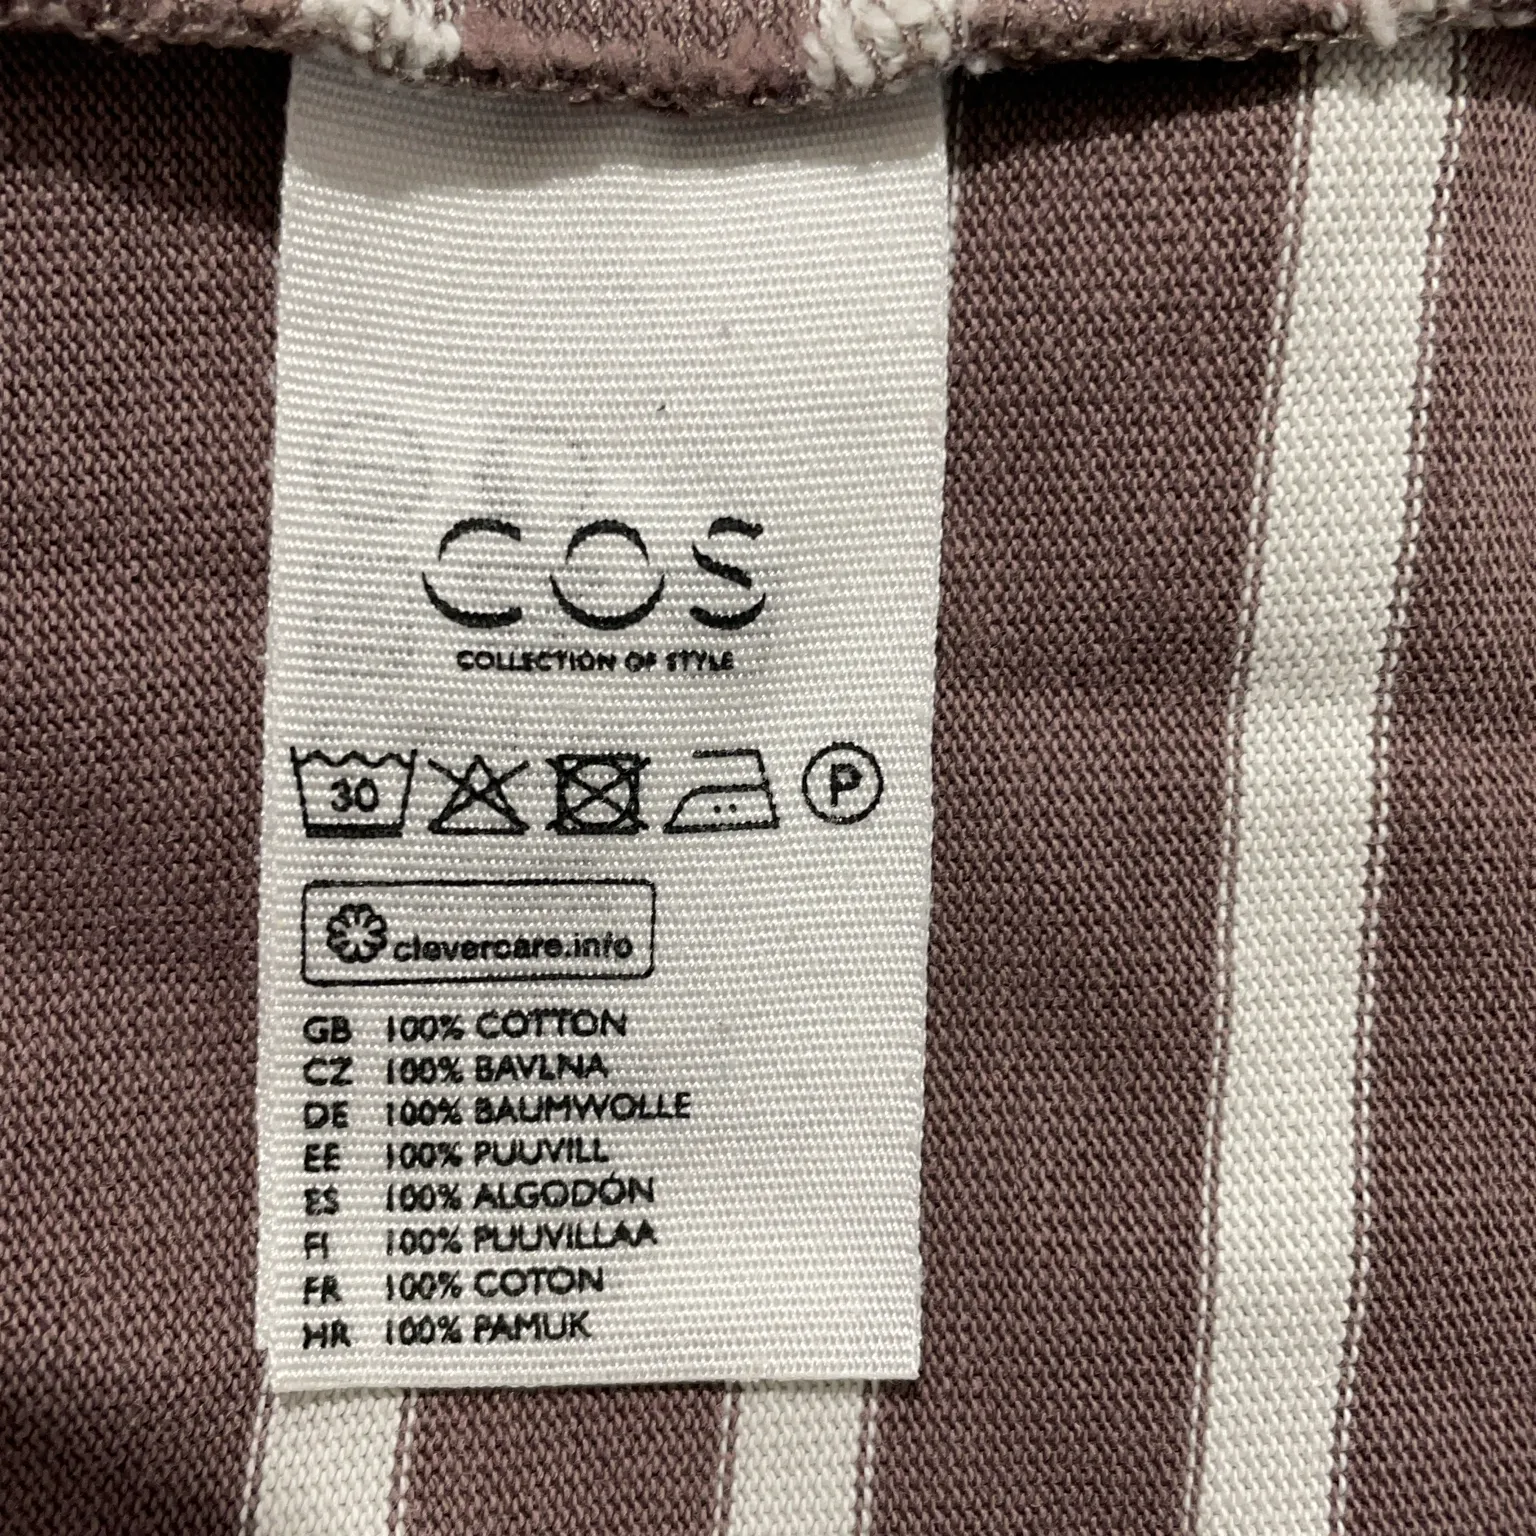 COS
COLLECTION OF STYLE
30
P
clevercare.info
GB 100% COTTON
CZ 100% BAVLNA
DE 100% BAUMWOLLE
EE 100% PUUVILL
ES 100% ALGODÓN
FI 100% PUUVILLAA
FR 100% COTON
HR 100% PAMUK